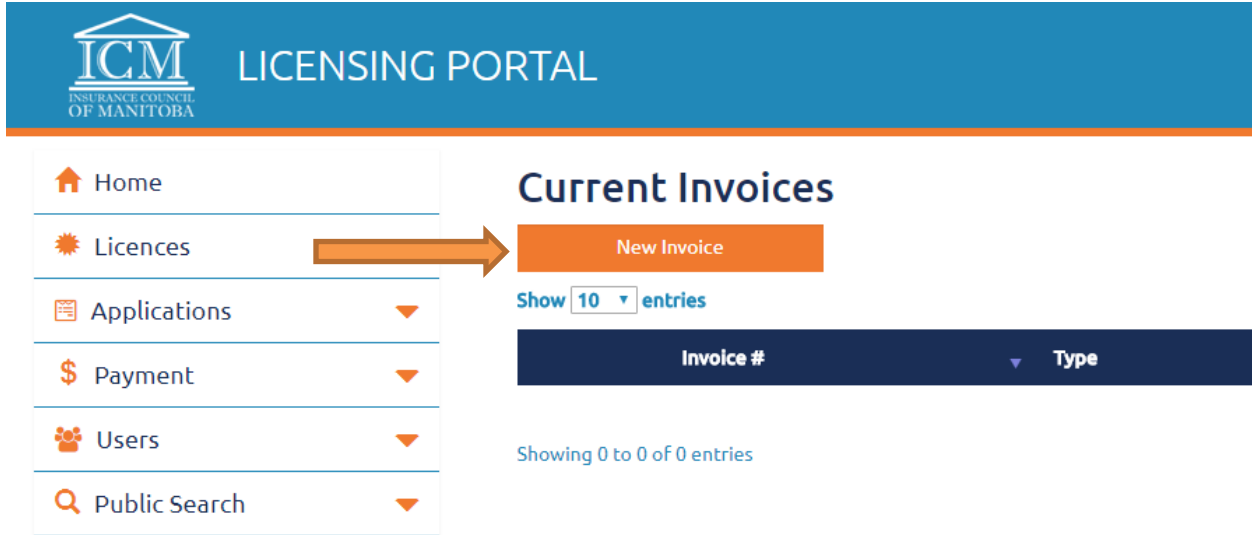 ICM
INSURANCE COUNCIL
OF MANITOBA
LICENSING PORTAL
Home
Licences
Applications
Payment
Users
Public Search
Current Invoices
New Invoice
Show 10 entries
Invoice # Type
Showing 0 to 0 of 0 entries